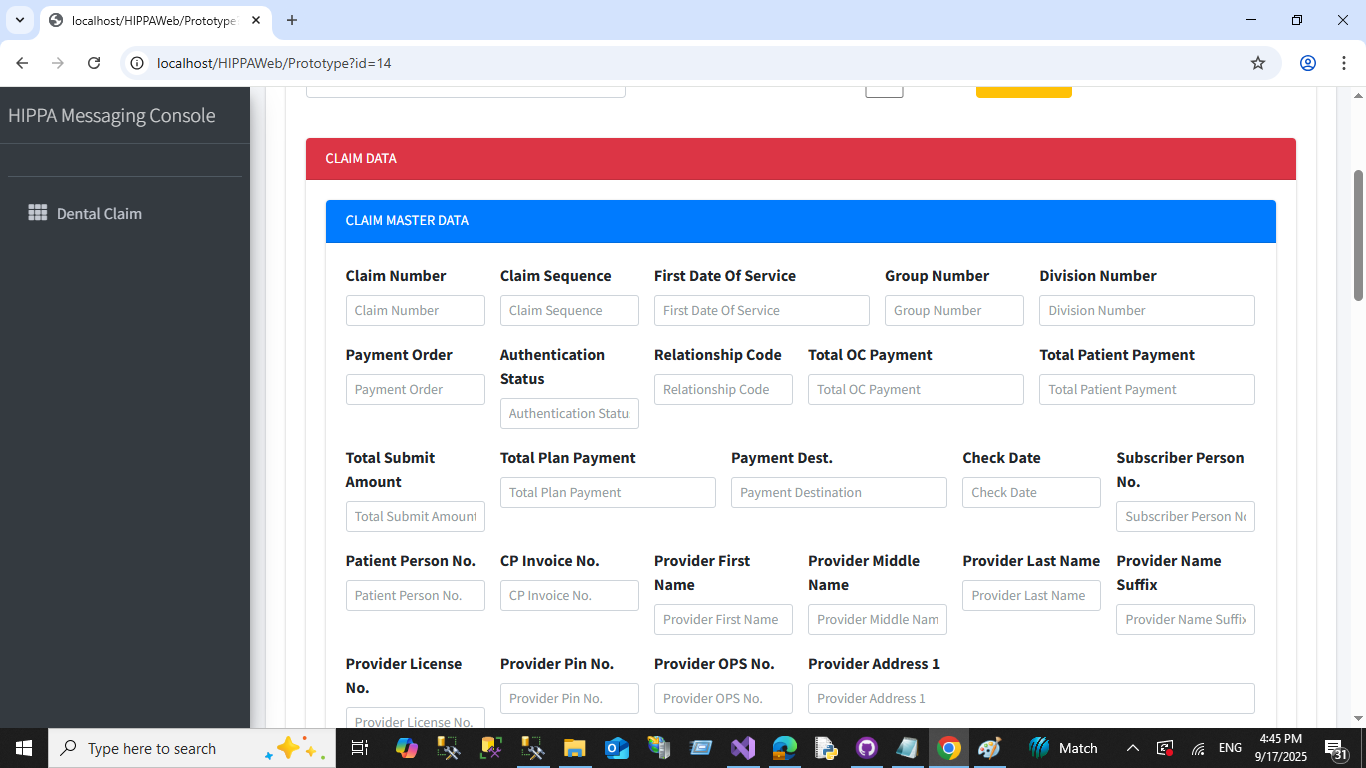 localhost/HIPPAWeb/Prototype
localhost/HIPPAWeb/Prototype?id=14
HIPPA Messaging Console
Dental Claim
CLAIM DATA
CLAIM MASTER DATA
Claim Number Claim Sequence First Date Of Service Group Number Division Number
Claim Number Claim Sequence First Date Of Service Group Number Division Number
Payment Order Authentication Status Relationship Code Total OC Payment Total Patient Payment
Payment Order Authentication Statu Relationship Code Total OC Payment Total Patient Payment
Total Submit Amount Total Plan Payment Payment Dest. Check Date Subscriber Person No.
Total Submit Amount Total Plan Payment Payment Destination Check Date Subscriber Person No
Patient Person No. CP Invoice No. Provider First Name Provider Middle Name Provider Last Name Provider Name Suffix
Patient Person No. CP Invoice No. Provider First Name Provider Middle Nam Provider Last Name Provider Name Suffix
Provider License No. Provider Pin No. Provider OPS No. Provider Address 1
Provider License No. Provider Pin No. Provider OPS No. Provider Address 1
Type here to search
Match
ENG
4:45 PM
9/17/2025
31